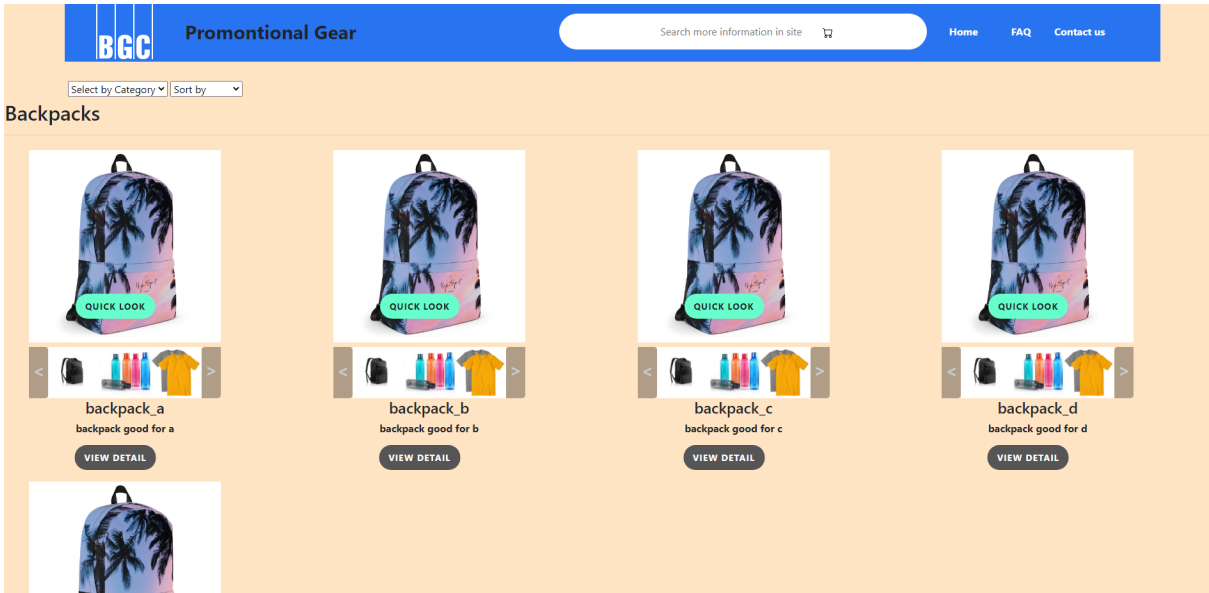 BGC
Promontional Gear
Search more information in site
Home
FAQ
Contact us
Select by Category
Sort by
Backpacks
QUICK LOOK
QUICK LOOK
QUICK LOOK
QUICK LOOK
< >
< >
< >
< >
backpack_a
backpack_b
backpack_c
backpack_d
backpack good for a
backpack good for b
backpack good for c
backpack good for d
VIEW DETAIL
VIEW DETAIL
VIEW DETAIL
VIEW DETAIL